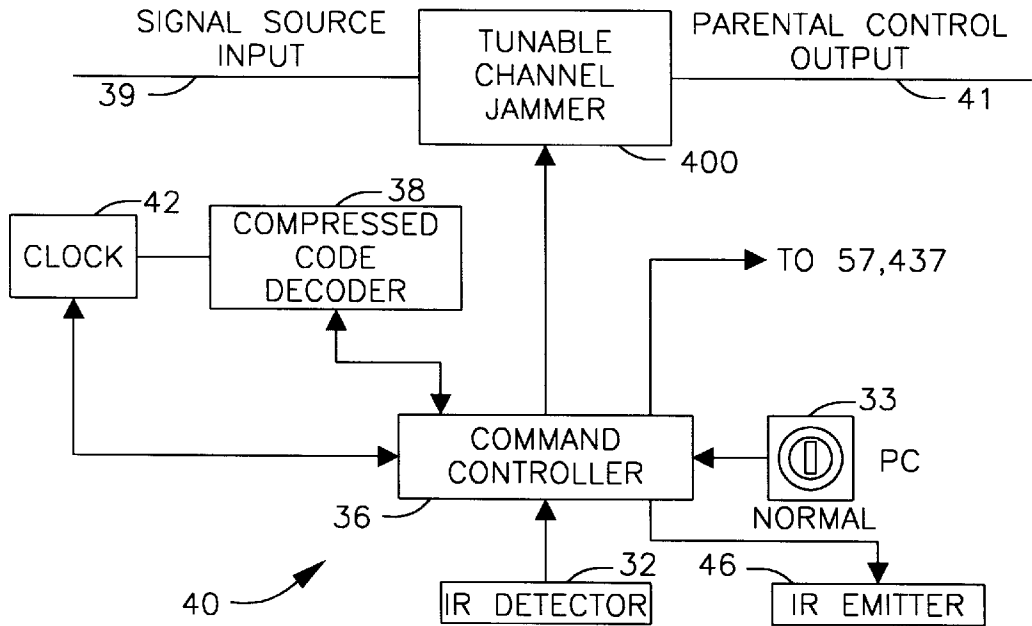 SIGNAL SOURCE
INPUT
TUNABLE
CHANNEL
JAMMER
PARENTAL CONTROL
OUTPUT
39
41
400
42
38
CLOCK
COMPRESSED
CODE
DECODER
TO 57,437
COMMAND
CONTROLLER
33
PC
NORMAL
36
32
46
40
IR DETECTOR
IR EMITTER